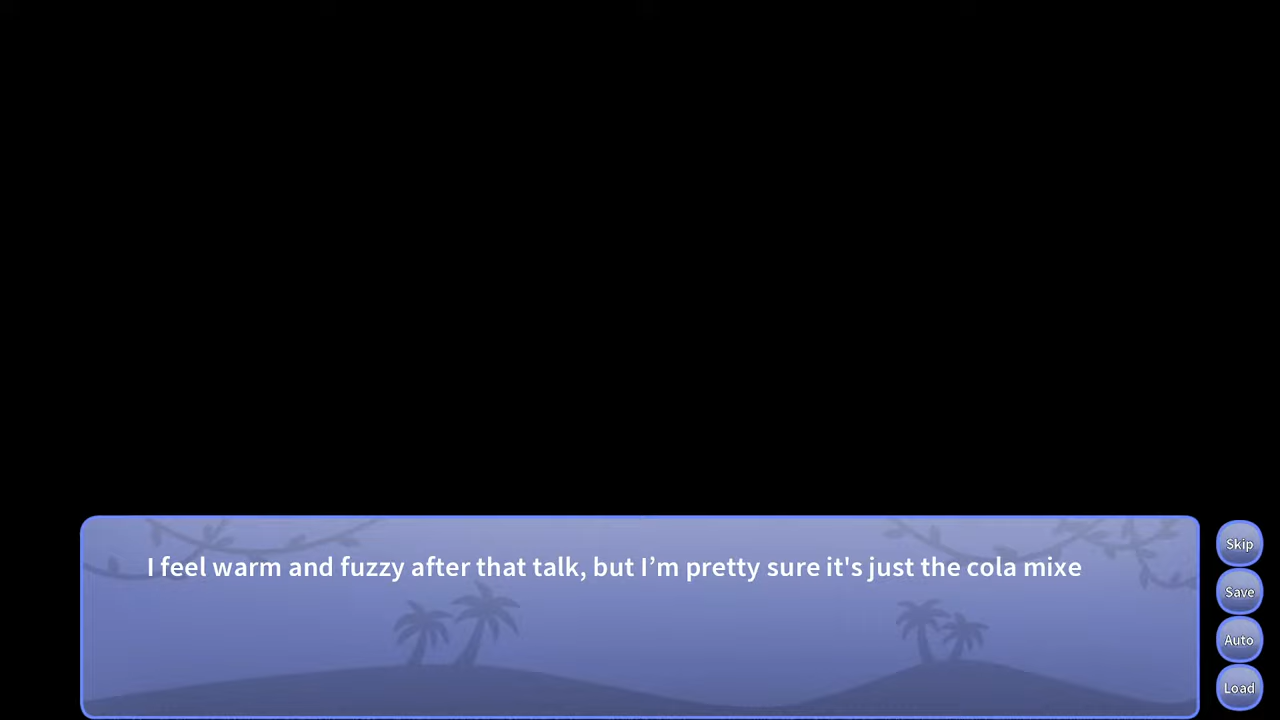 I feel warm and fuzzy after that talk, but I’m pretty sure it's just the cola mixe
Skip
Save
Auto
Load